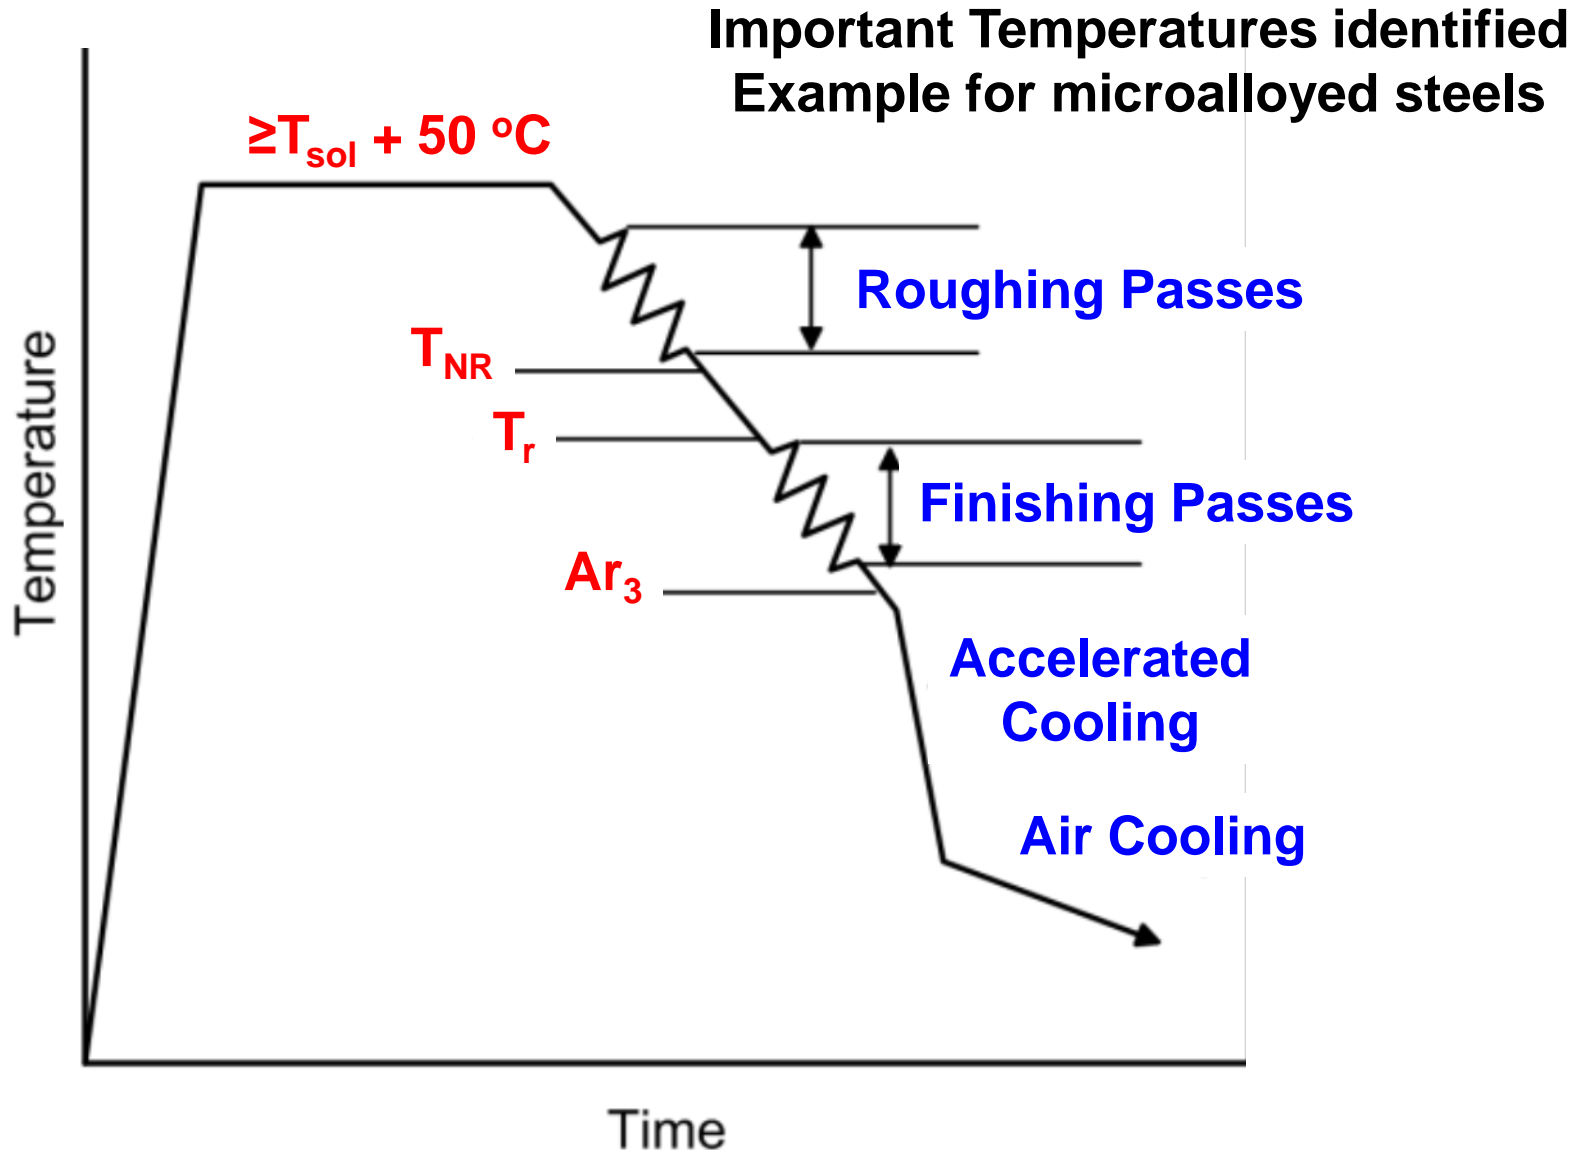 Important Temperatures identified
Example for microalloyed steels
≥Tsol + 50 oC
Roughing Passes
TNR
Tr
Finishing Passes
Ar3
Accelerated
Cooling
Air Cooling
Temperature
Time